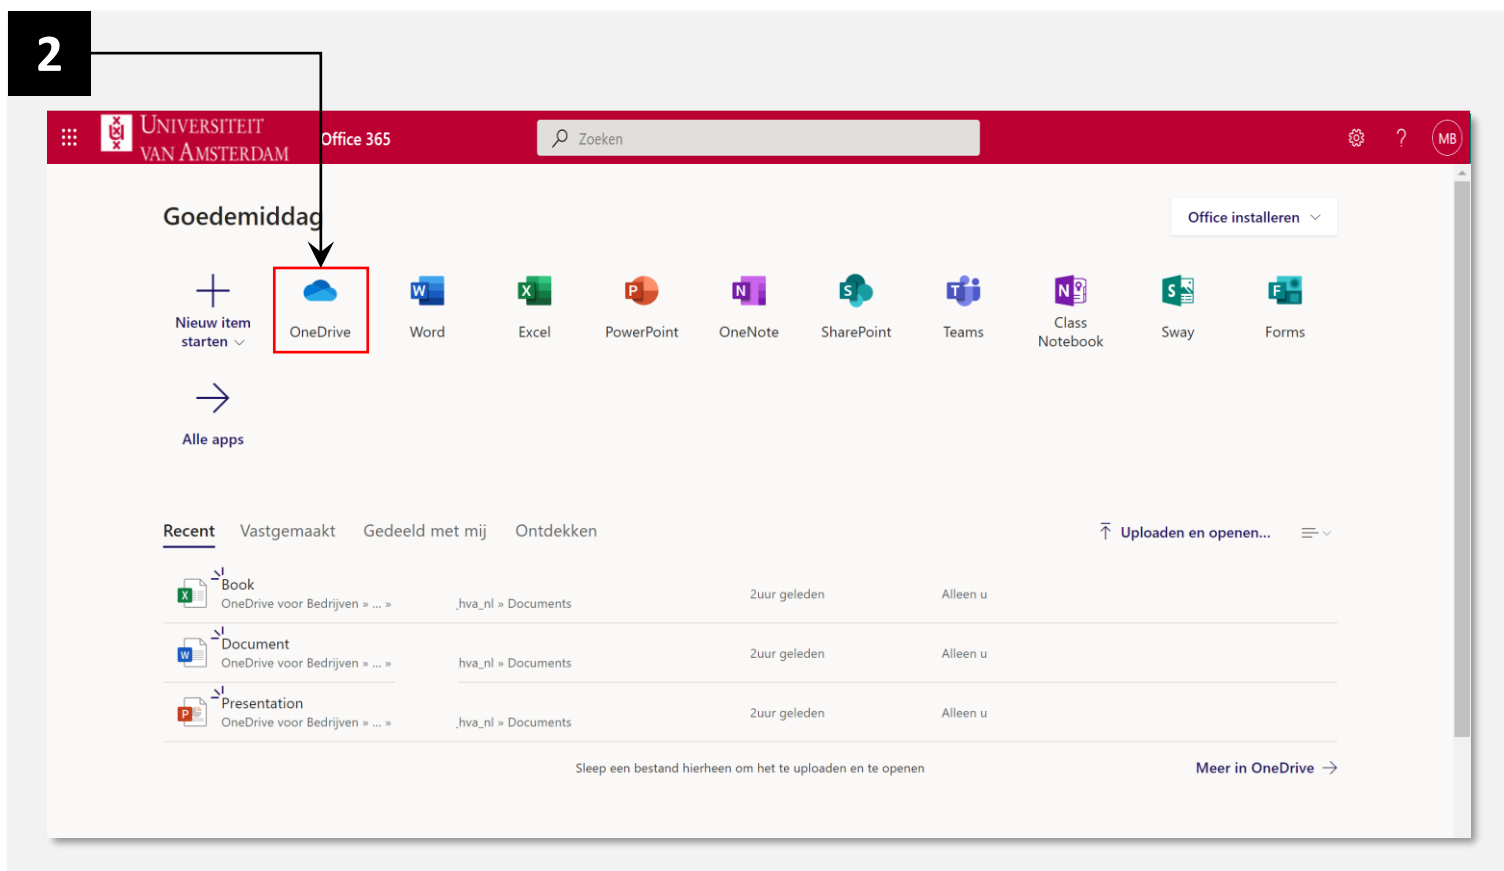 2
UNIVERSITEIT
VAN AMSTERDAM
Office 365
Zoeken
MB
Goedemiddag
Office installeren
Nieuw item
starten
OneDrive
Word
Excel
PowerPoint
OneNote
SharePoint
Teams
Class
Notebook
Sway
Forms
Alle apps
Recent Vastgemaakt Gedeeld met mij Ontdekken
Uploaden en openen...
Book
OneDrive voor Bedrijven » ... » _hva_nl » Documents
2uur geleden
Alleen u
Document
OneDrive voor Bedrijven » ... » hva_nl » Documents
2uur geleden
Alleen u
Presentation
OneDrive voor Bedrijven » ... » _hva_nl » Documents
2uur geleden
Alleen u
Sleep een bestand hierheen om het te uploaden en te openen
Meer in OneDrive